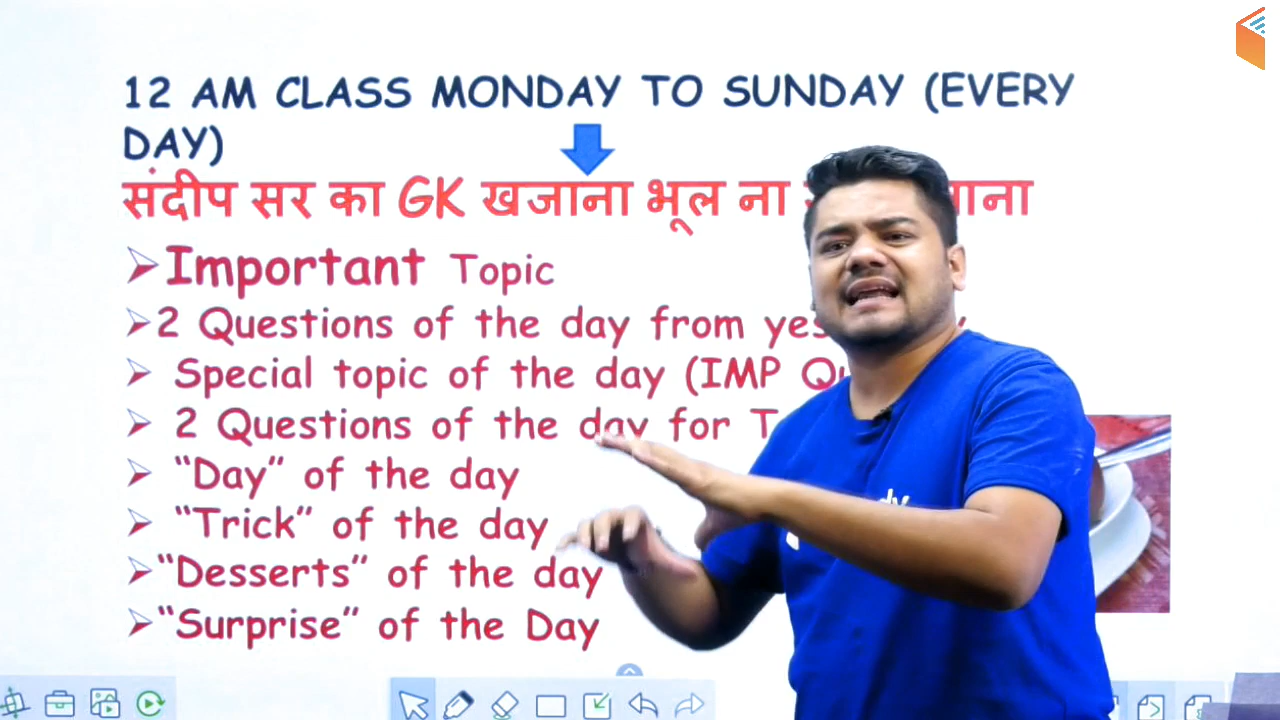 12 AM CLASS MONDAY TO SUNDAY (EVERY
DAY)
संदीप सर का GK खजाना भूल ना
Important Topic
2 Questions of the day from
Special topic of the day (IMP
2 Questions of the day for
"Day" of the day
"Trick" of the day
"Desserts" of the day
"Surprise" of the Day